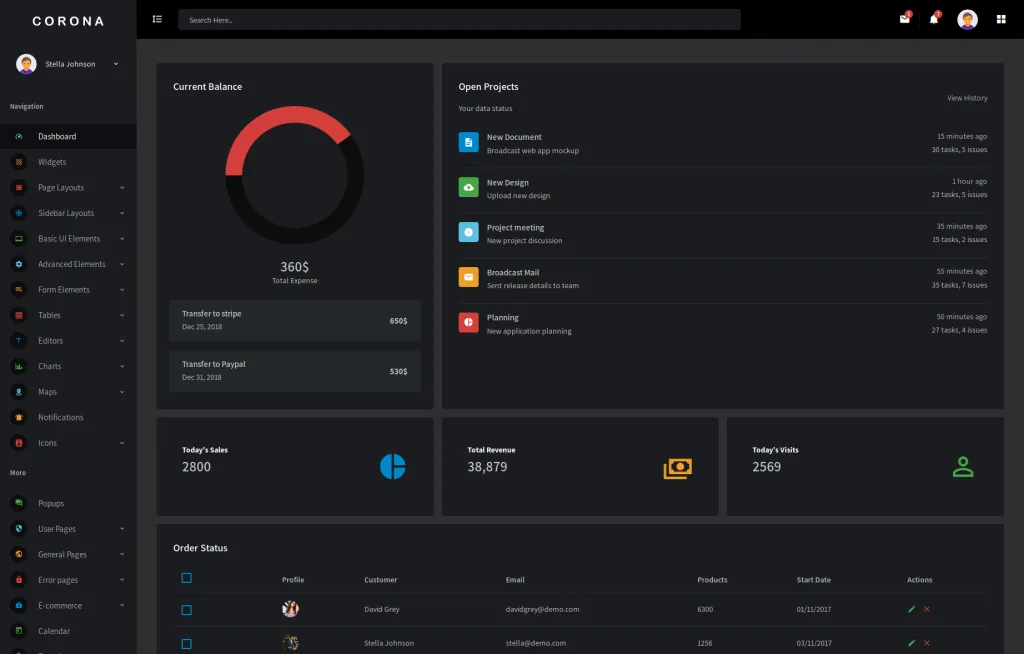 CORONA
Search Here..
Stella Johnson
Navigation
Dashboard
Widgets
Page Layouts
Sidebar Layouts
Basic UI Elements
Advanced Elements
Form Elements
Tables
Editors
Charts
Maps
Notifications
Icons
More
Popups
User Pages
General Pages
Error pages
E-commerce
Calendar
Current Balance
360$
Total Expense
Transfer to stripe
Dec 25, 2018
650$
Transfer to Paypal
Dec 31, 2018
530$
Open Projects
Your data status
View History
New Document
Broadcast web app mockup
15 minutes ago
30 tasks, 5 issues
New Design
Upload new design
1 hour ago
23 tasks, 5 issues
Project meeting
New project discussion
35 minutes ago
15 tasks, 2 issues
Broadcast Mail
Sent release details to team
55 minutes ago
35 tasks, 7 issues
Planning
New application planning
50 minutes ago
27 tasks, 4 issues
Today's Sales
2800
Total Revenue
38,879
Today's Visits
2569
Order Status
Profile Customer Email Products Start Date Actions
David Grey davidgrey@demo.com 6300 01/11/2017
Stella Johnson stella@demo.com 1256 03/11/2017